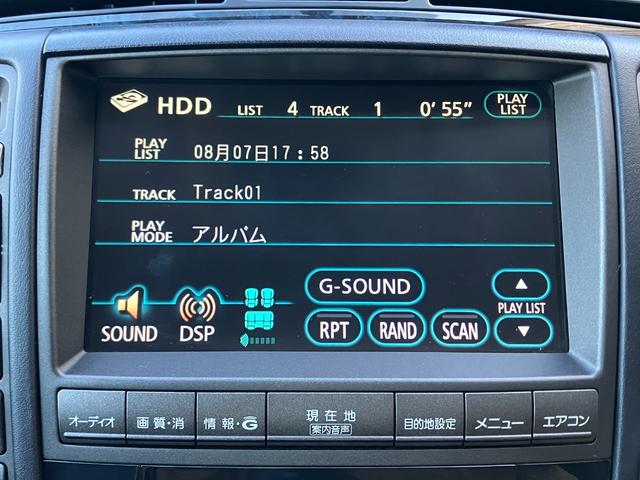 HDD LIST 4 TRACK 1 0' 55" PLAY LIST
PLAY LIST 08月07日17：58
TRACK Track01
PLAY MODE アルバム
G-SOUND
SOUND DSP RPT RAND SCAN ▲ PLAY LIST ▼
オーディオ 画質・消 情報・G 現在地 案内音声 目的地設定 メニュー エアコン